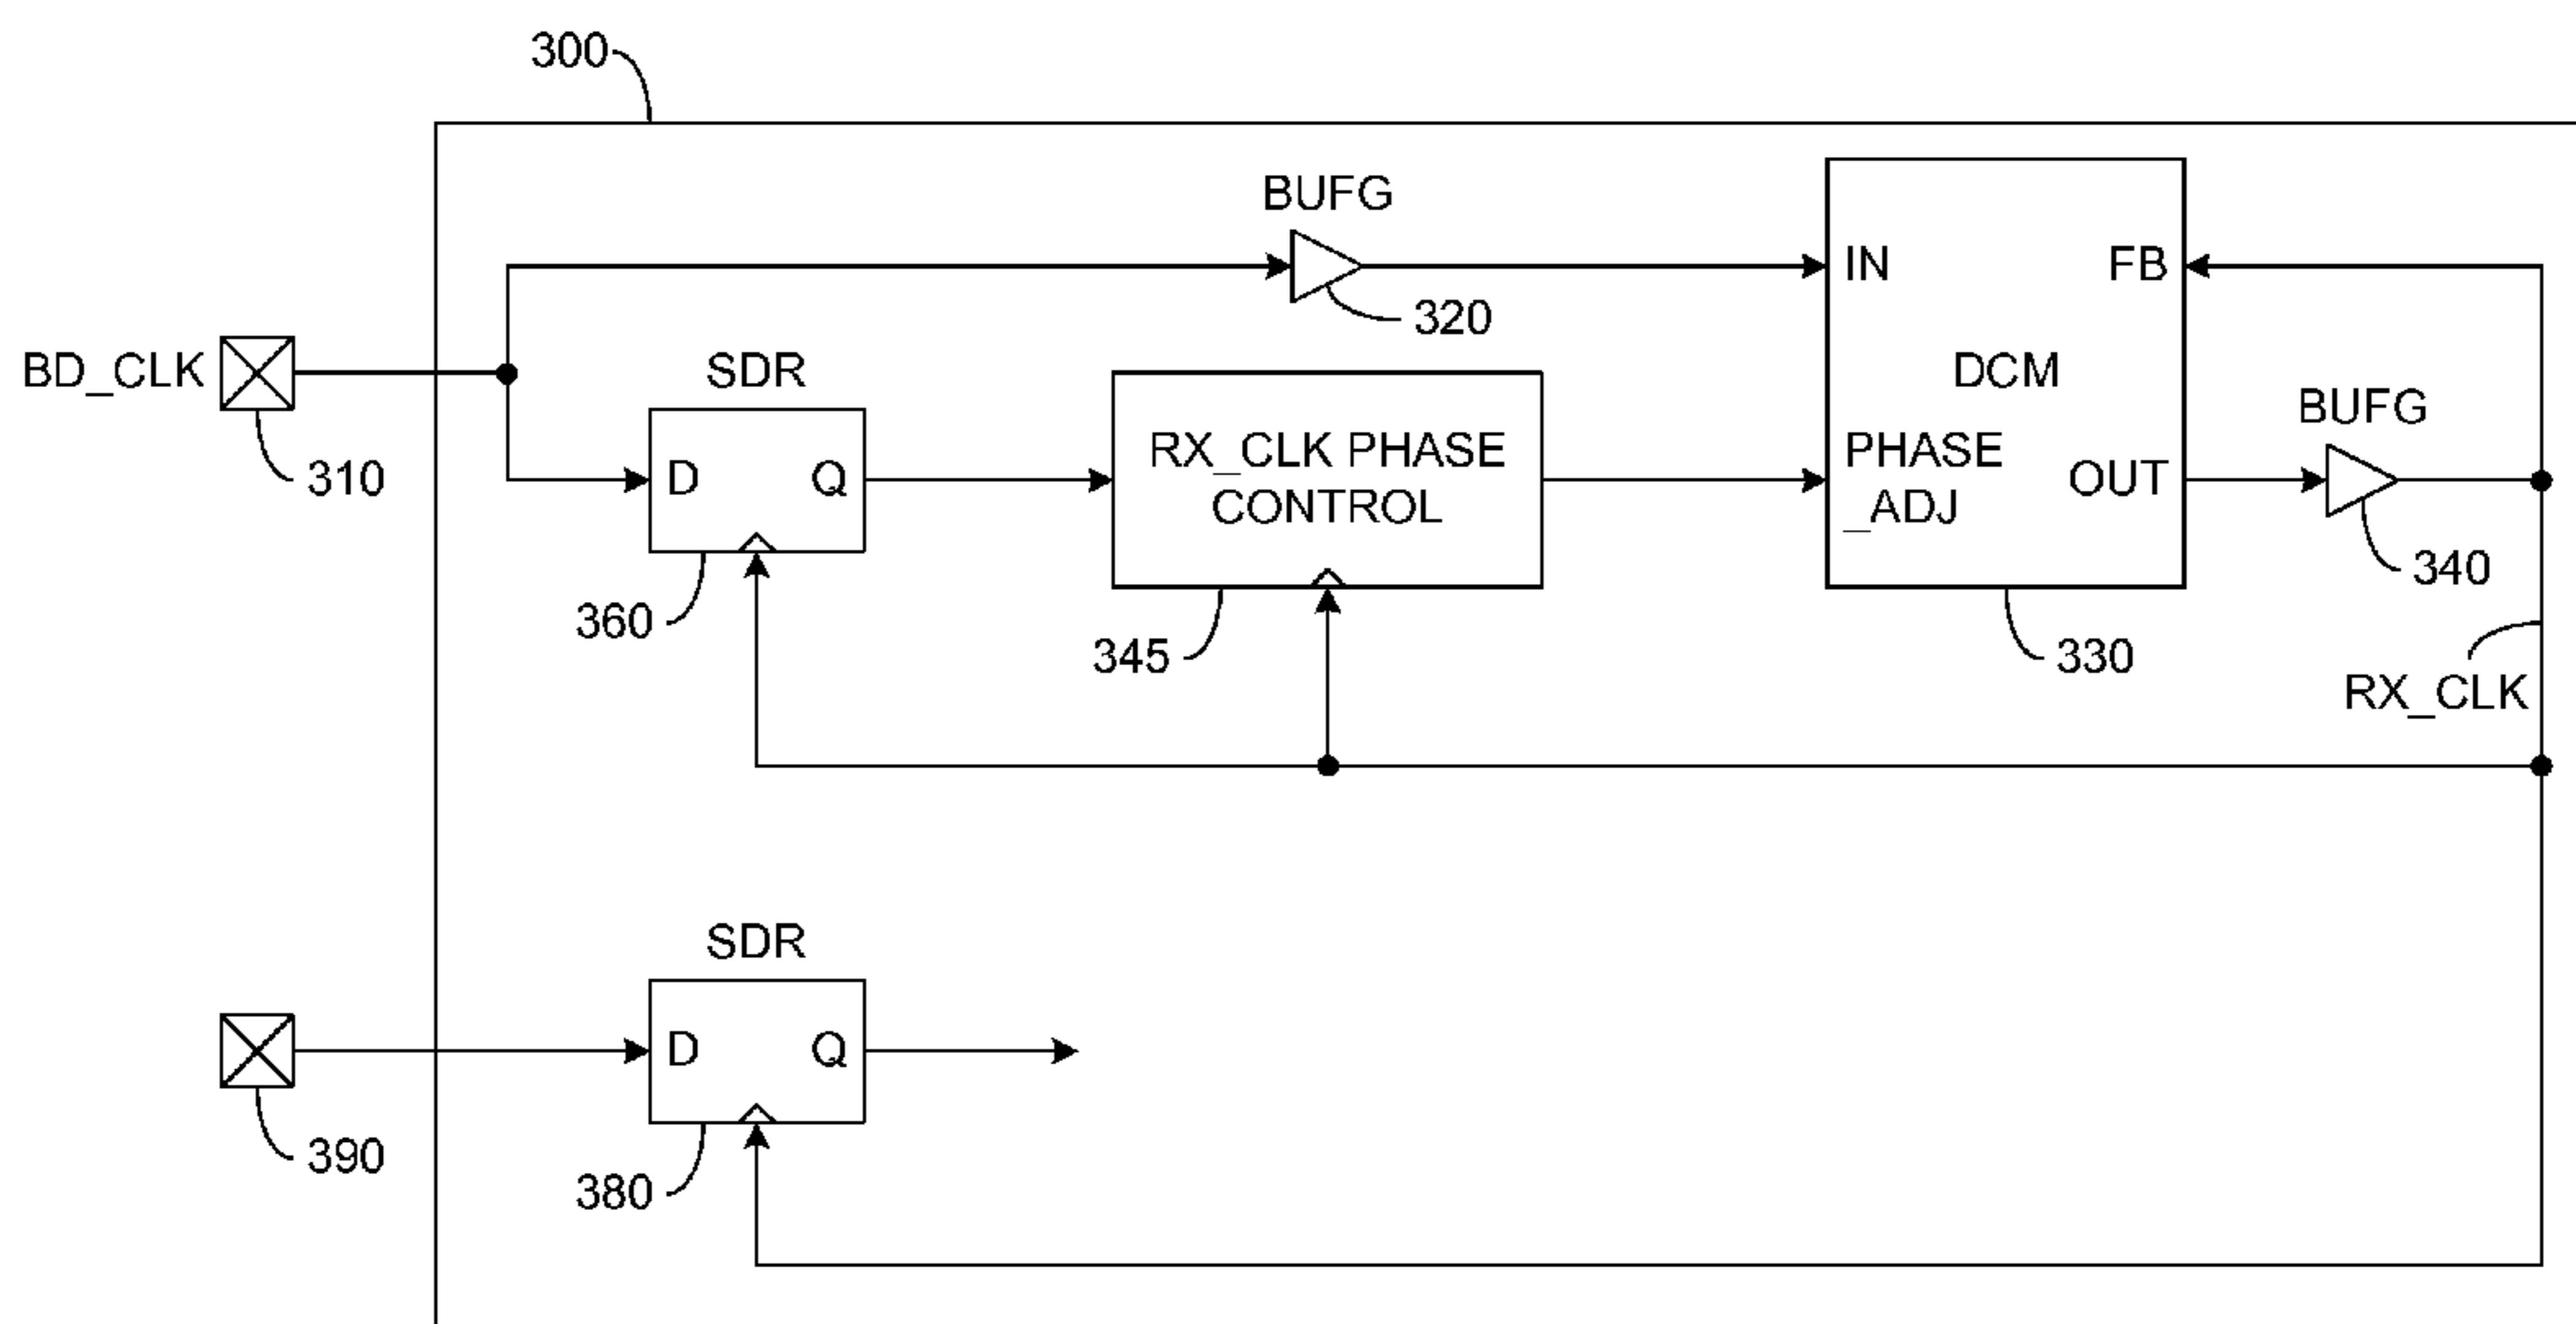 300
BUFG
IN
FB
320
BD_CLK
310
SDR
D
Q
360
RX_CLK PHASE
CONTROL
345
DCM
PHASE
_ADJ
OUT
330
BUFG
340
RX_CLK
SDR
D
Q
380
390